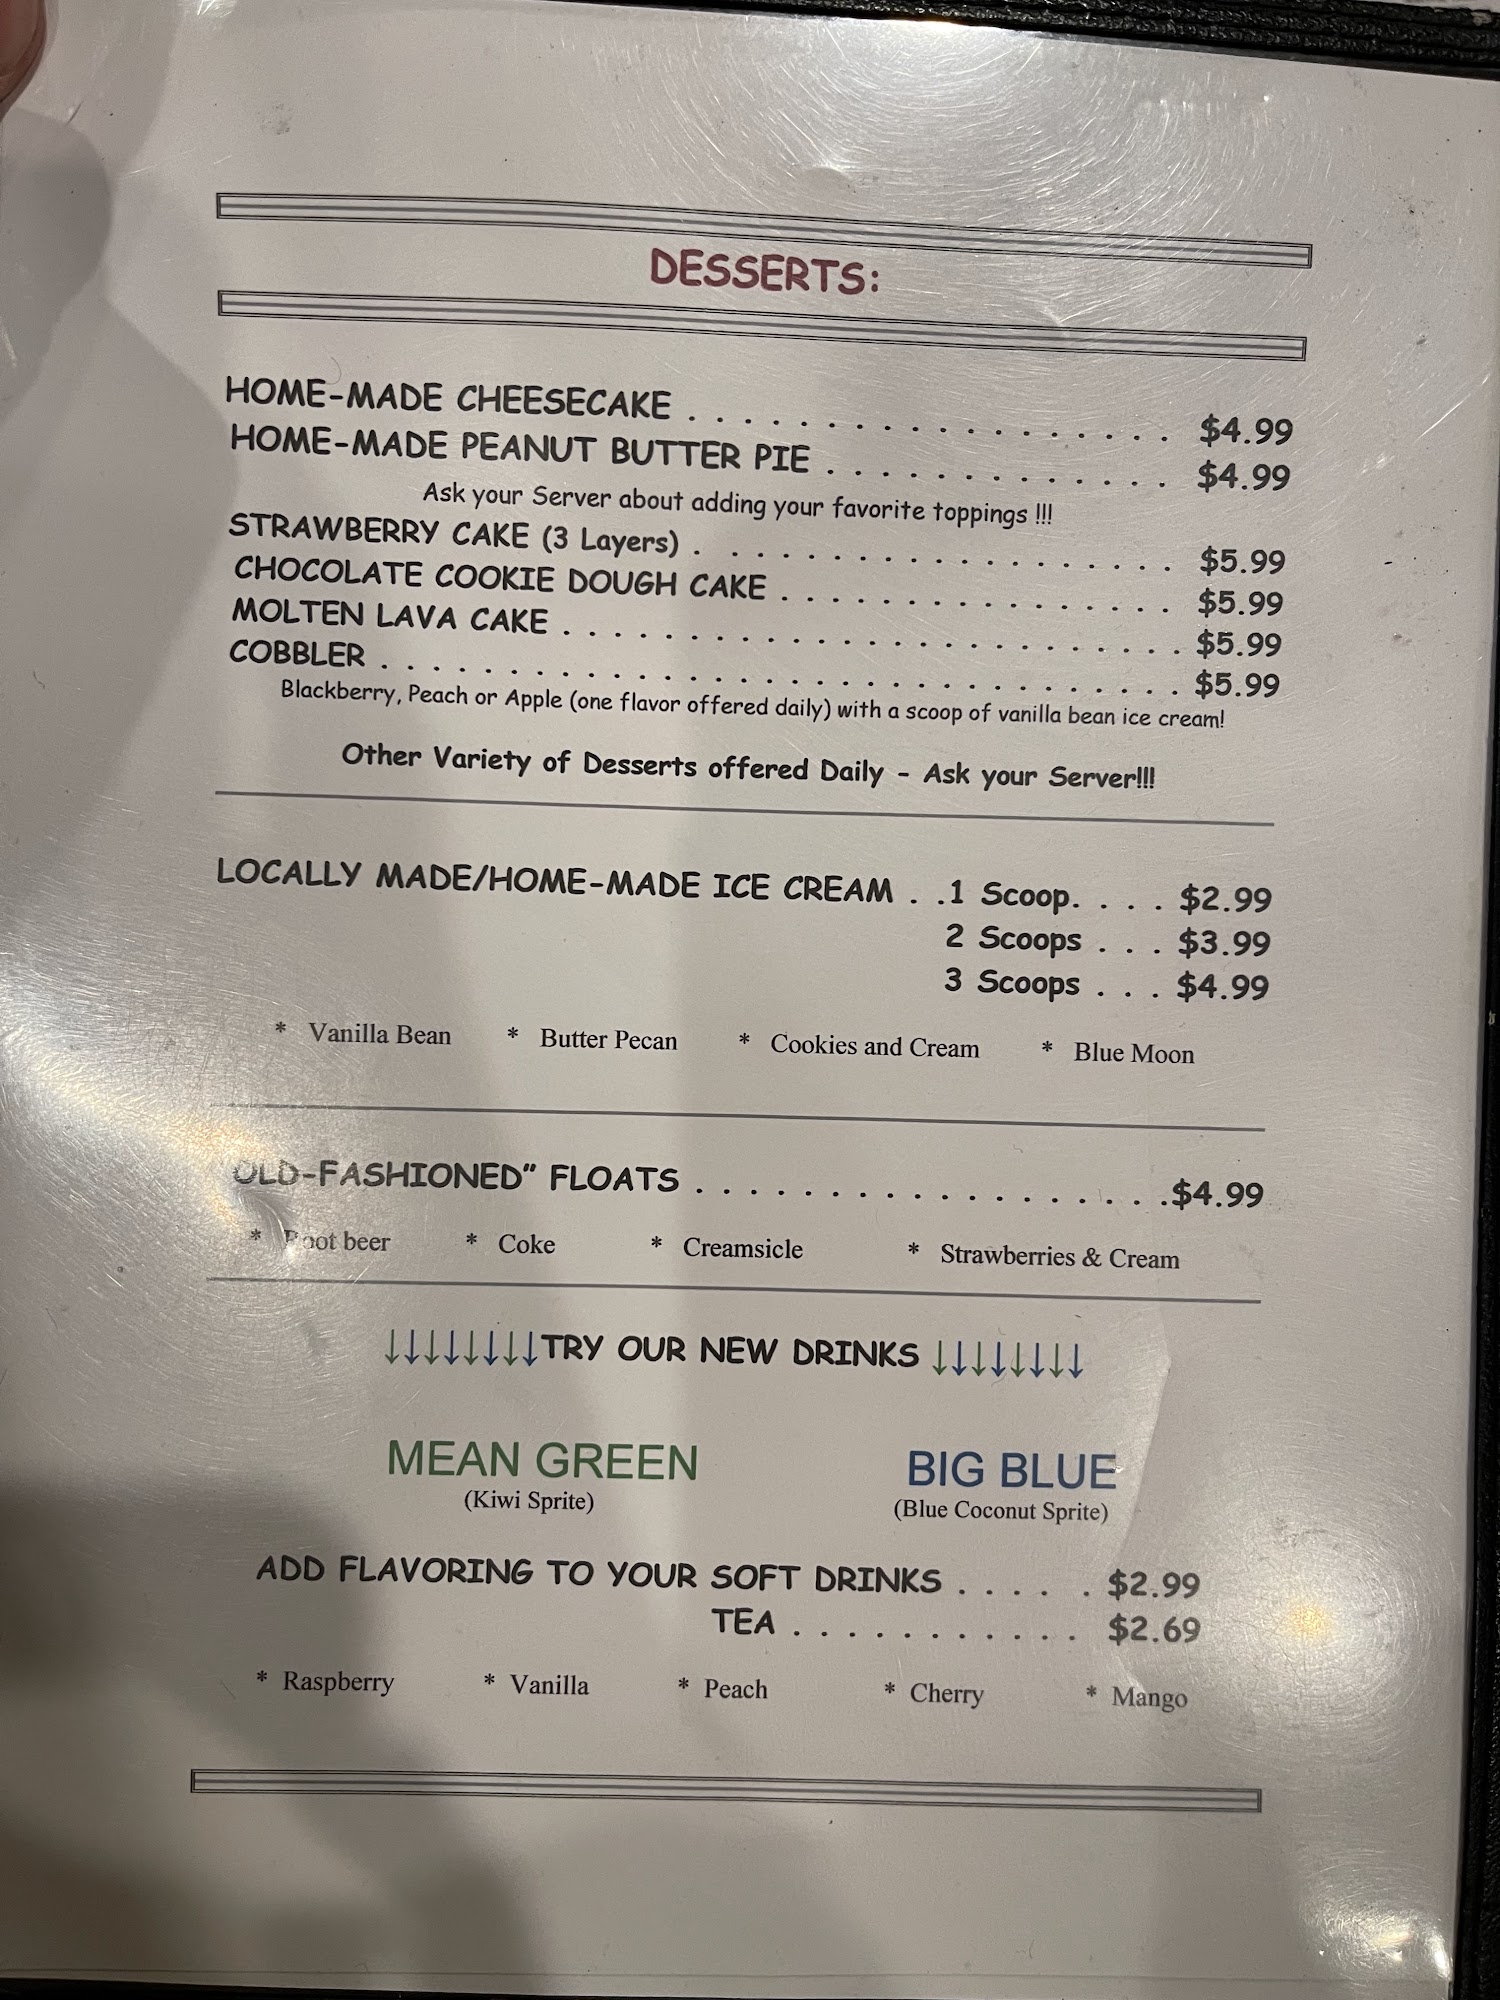 DESSERTS:
HOME-MADE CHEESECAKE . . . . . . . . . . . . . . . . . . $4.99
HOME-MADE PEANUT BUTTER PIE . . . . . . . . . . . . . $4.99
Ask your Server about adding your favorite toppings !!!
STRAWBERRY CAKE (3 Layers) . . . . . . . . . . . . . . . . . . $5.99
CHOCOLATE COOKIE DOUGH CAKE . . . . . . . . . . . . . . . $5.99
MOLTEN LAVA CAKE . . . . . . . . . . . . . . . . . . . . . . . . $5.99
COBBLER . . . . . . . . . . . . . . . . . . . . . . . . . . . . . . . $5.99
Blackberry, Peach or Apple (one flavor offered daily) with a scoop of vanilla bean ice cream!
Other Variety of Desserts offered Daily - Ask your Server!!!
LOCALLY MADE/HOME-MADE ICE CREAM . .1 Scoop. . . . $2.99
2 Scoops . . . $3.99
3 Scoops . . . $4.99
* Vanilla Bean * Butter Pecan * Cookies and Cream * Blue Moon
OLD-FASHIONED” FLOATS . . . . . . . . . . . . . . . . . .$4.99
* Root beer * Coke * Creamsicle * Strawberries & Cream
↓↓↓↓↓↓↓↓TRY OUR NEW DRINKS ↓↓↓↓↓↓↓↓
MEAN GREEN BIG BLUE
(Kiwi Sprite) (Blue Coconut Sprite)
ADD FLAVORING TO YOUR SOFT DRINKS . . . . . $2.99
TEA . . . . . . . . . . . $2.69
* Raspberry * Vanilla * Peach * Cherry * Mango